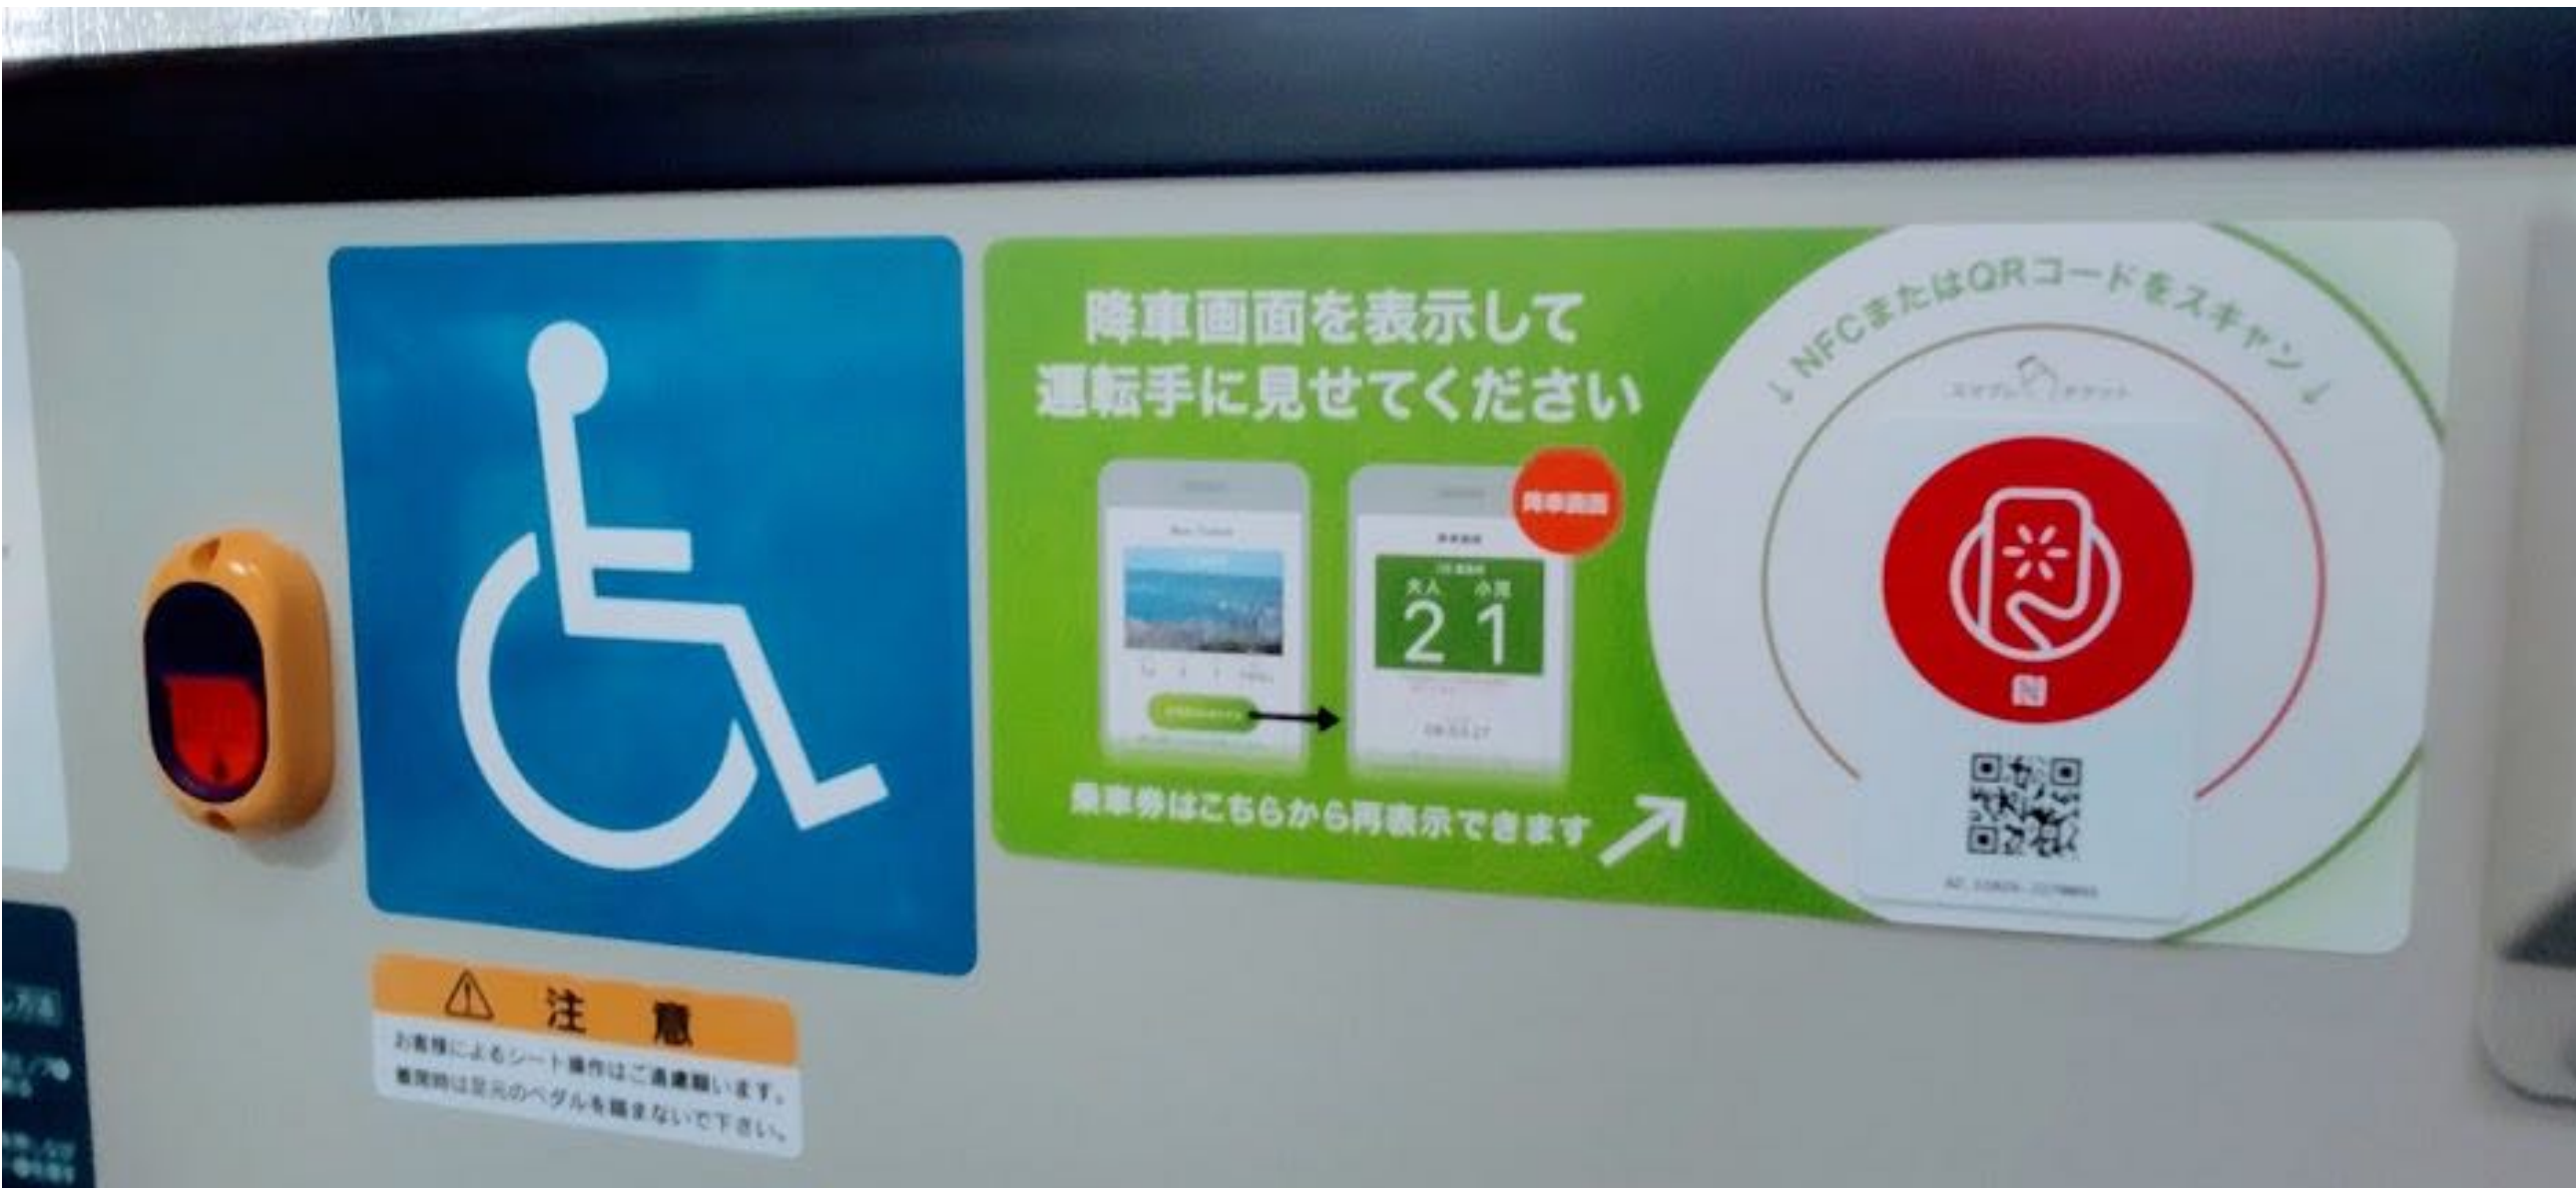 降車画面を表示して
運転手に見せてください
降車画面
大人 小児
2 1
乗車券はこちらから再表示できます
↓ NFCまたはQRコードをスキャン ↓
注 意
お客様によるシート操作はご遠慮願います。
着席時は足元のペダルを踏まないで下さい。